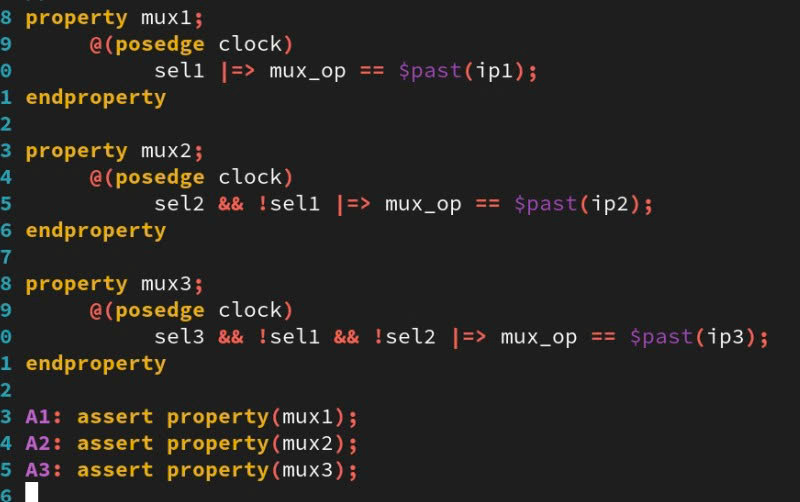 8 property mux1;
9 @(posedge clock)
0 sel1 |=> mux_op == $past(ip1);
1 endproperty
2
3 property mux2;
4 @(posedge clock)
5 sel2 && !sel1 |=> mux_op == $past(ip2);
6 endproperty
7
8 property mux3;
9 @(posedge clock)
0 sel3 && !sel1 && !sel2 |=> mux_op == $past(ip3);
1 endproperty
2
3 A1: assert property(mux1);
4 A2: assert property(mux2);
5 A3: assert property(mux3);
6